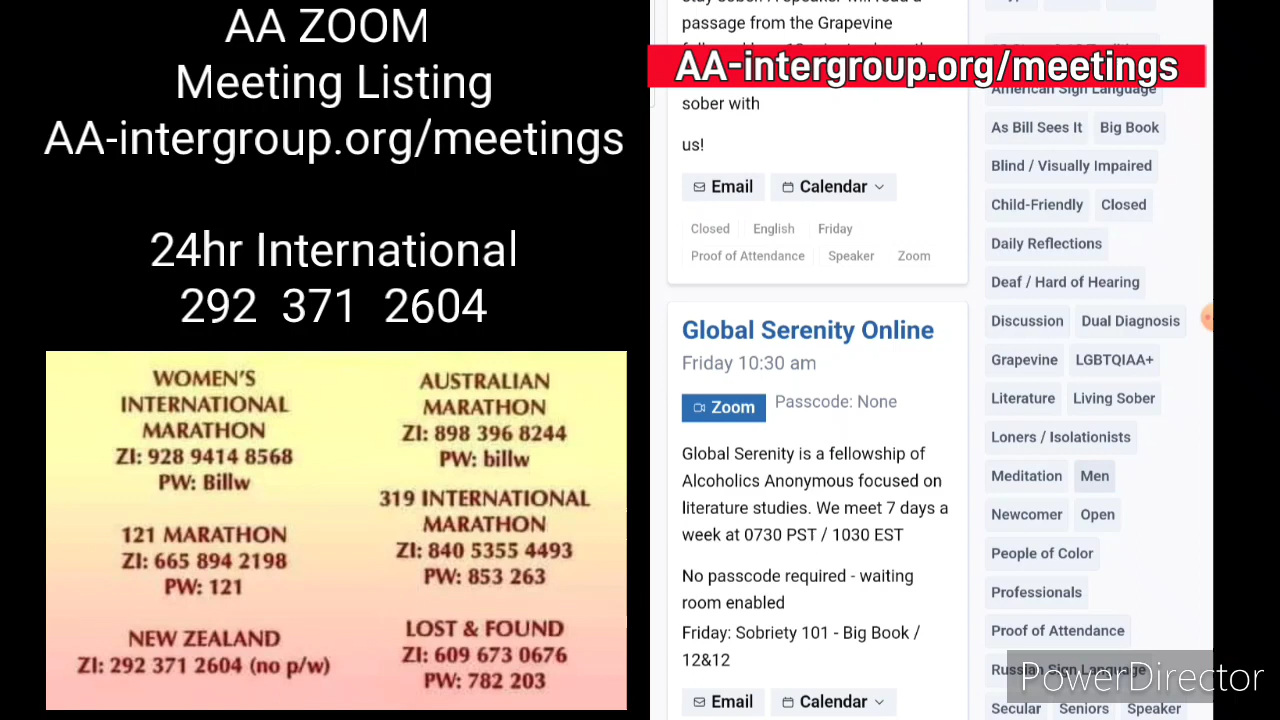 AA ZOOM
Meeting Listing
AA-intergroup.org/meetings
24hr International
292 371 2604
WOMEN'S
INTERNATIONAL
MARATHON
ZI: 928 9414 8568
PW: Billw
121 MARATHON
ZI: 665 894 2198
PW: 121
NEW ZEALAND
ZI: 292 371 2604 (no p/w)
AUSTRALIAN
MARATHON
ZI: 898 396 8244
PW: billw
319 INTERNATIONAL
MARATHON
ZI: 840 5355 4493
PW: 853 263
LOST & FOUND
ZI: 609 673 0676
PW: 782 203
passage from the Grapevine
AA-intergroup.org/meetings
sober with
us!
Email Calendar
Closed English Friday
Proof of Attendance Speaker Zoom
Global Serenity Online
Friday 10:30 am
Zoom Passcode: None
Global Serenity is a fellowship of
Alcoholics Anonymous focused on
literature studies. We meet 7 days a
week at 0730 PST / 1030 EST
No passcode required - waiting
room enabled
Friday: Sobriety 101 - Big Book /
12&12
Email Calendar
American Sign Language
As Bill Sees It Big Book
Blind / Visually Impaired
Child-Friendly Closed
Daily Reflections
Deaf / Hard of Hearing
Discussion Dual Diagnosis
Grapevine LGBTQIAA+
Literature Living Sober
Loners / Isolationists
Meditation Men
Newcomer Open
People of Color
Professionals
Proof of Attendance
Russian Sign Language
Secular Seniors Speaker
PowerDirector